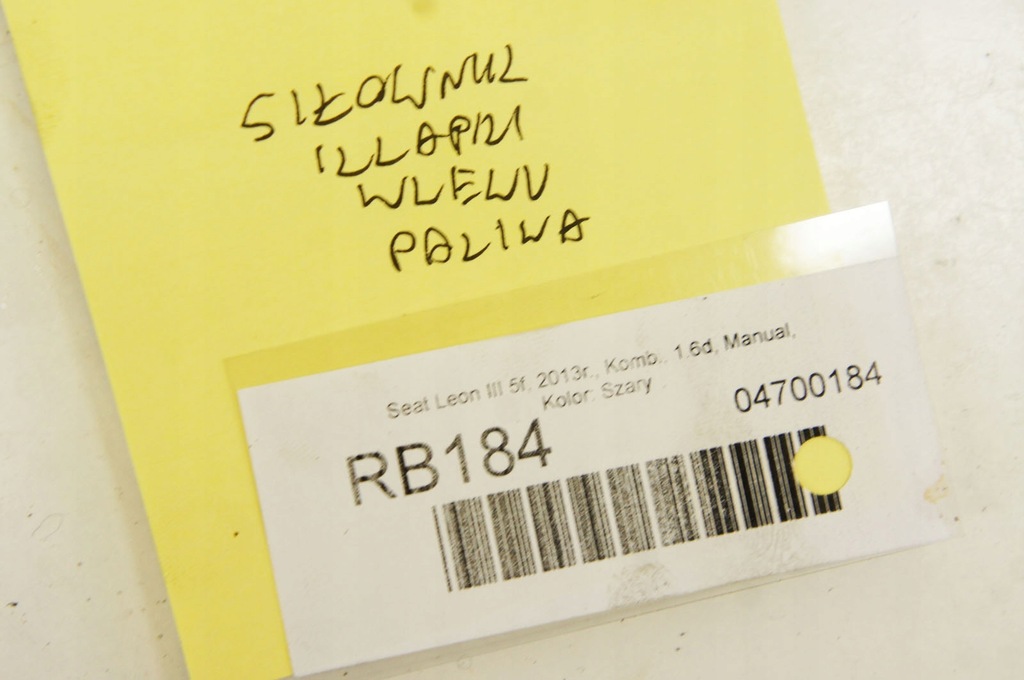 SIŁOWNIK
KLAPKI
WLEWU
PALIWA
Seat Leon III 5f, 2013r., Komb., 1.6d, Manual,
Kolor: Szary
04700184
RB184